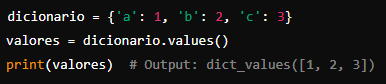 dicionario = {'a': 1, 'b': 2, 'c': 3}
valores = dicionario.values()
print(valores)  # Output: dict_values([1, 2, 3])